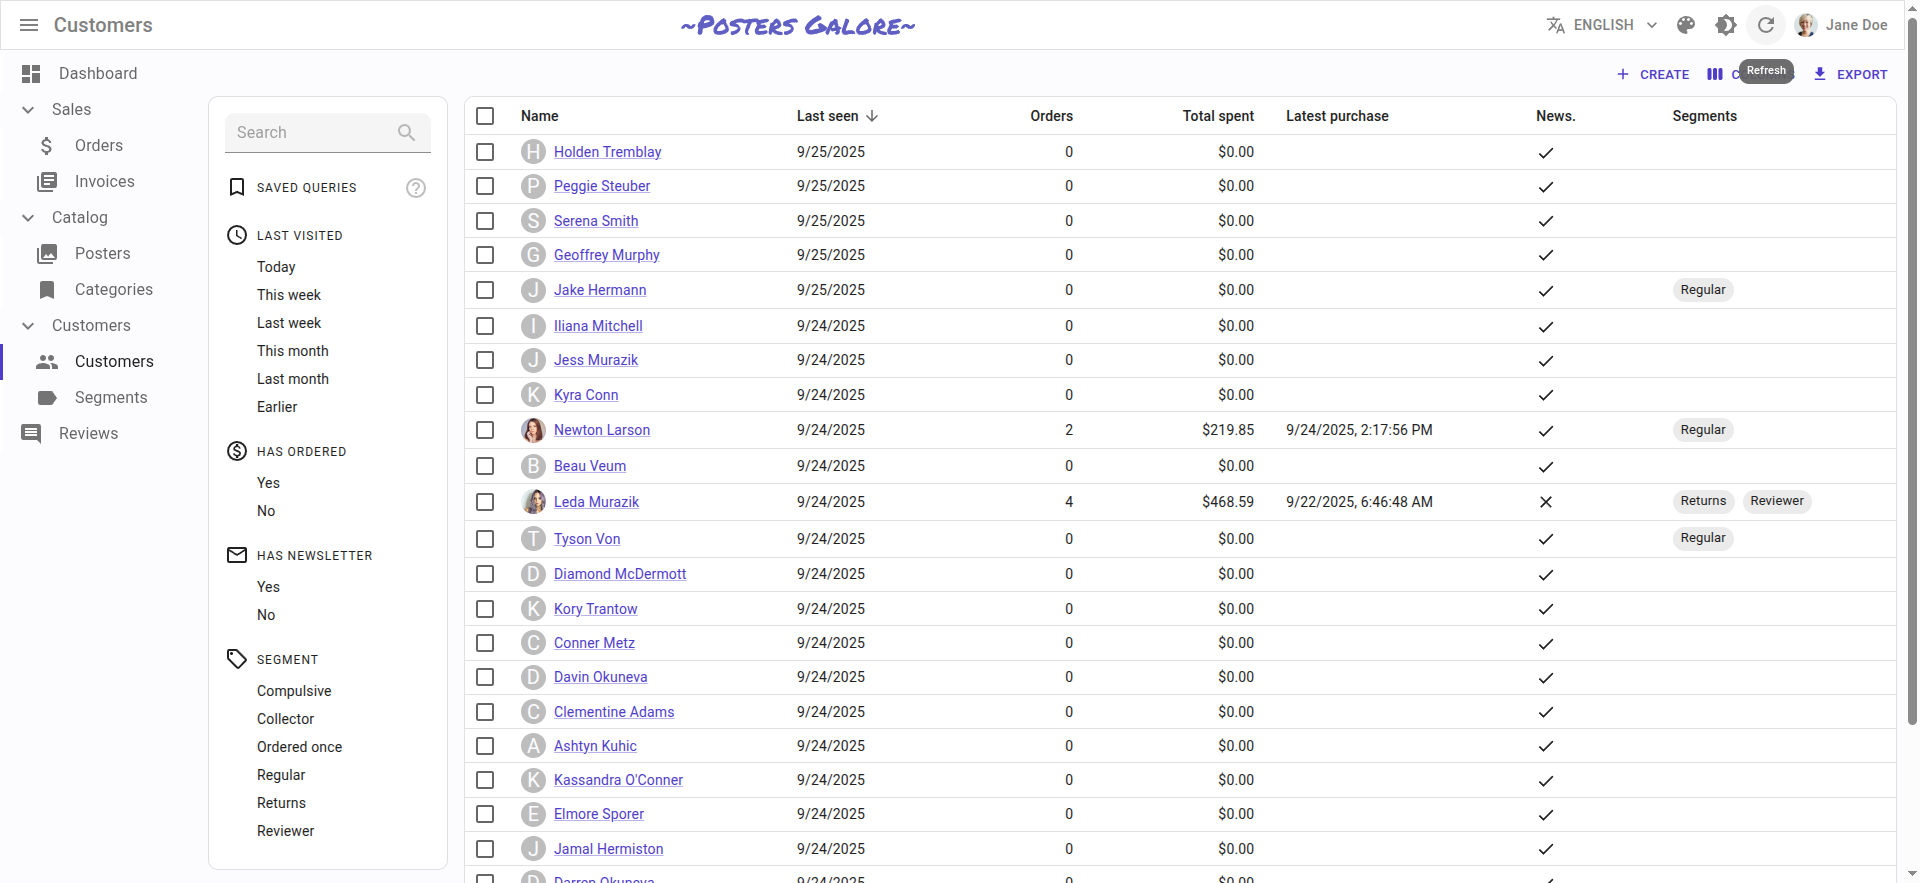 Customers
~Posters Galore~
ENGLISH
Jane Doe
Dashboard
Sales
Orders
Invoices
Catalog
Posters
Categories
Customers
Customers
Segments
Reviews
CREATE
Refresh
EXPORT
Search
SAVED QUERIES
?
LAST VISITED
Today
This week
Last week
This month
Last month
Earlier
HAS ORDERED
Yes
No
HAS NEWSLETTER
Yes
No
SEGMENT
Compulsive
Collector
Ordered once
Regular
Returns
Reviewer
Name Last seen Orders Total spent Latest purchase News. Segments
H Holden Tremblay 9/25/2025 0 $0.00
P Peggie Steuber 9/25/2025 0 $0.00
S Serena Smith 9/25/2025 0 $0.00
G Geoffrey Murphy 9/25/2025 0 $0.00
J Jake Hermann 9/25/2025 0 $0.00 Regular
I Iliana Mitchell 9/24/2025 0 $0.00
J Jess Murazik 9/24/2025 0 $0.00
K Kyra Conn 9/24/2025 0 $0.00
Newton Larson 9/24/2025 2 $219.85 9/24/2025, 2:17:56 PM Regular
B Beau Veum 9/24/2025 0 $0.00
Leda Murazik 9/24/2025 4 $468.59 9/22/2025, 6:46:48 AM Returns Reviewer
T Tyson Von 9/24/2025 0 $0.00 Regular
D Diamond McDermott 9/24/2025 0 $0.00
K Kory Trantow 9/24/2025 0 $0.00
C Conner Metz 9/24/2025 0 $0.00
D Davin Okuneva 9/24/2025 0 $0.00
C Clementine Adams 9/24/2025 0 $0.00
A Ashtyn Kuhic 9/24/2025 0 $0.00
K Kassandra O'Conner 9/24/2025 0 $0.00
E Elmore Sporer 9/24/2025 0 $0.00
J Jamal Hermiston 9/24/2025 0 $0.00
D Darren Okuneva 9/24/2025 0 $0.00